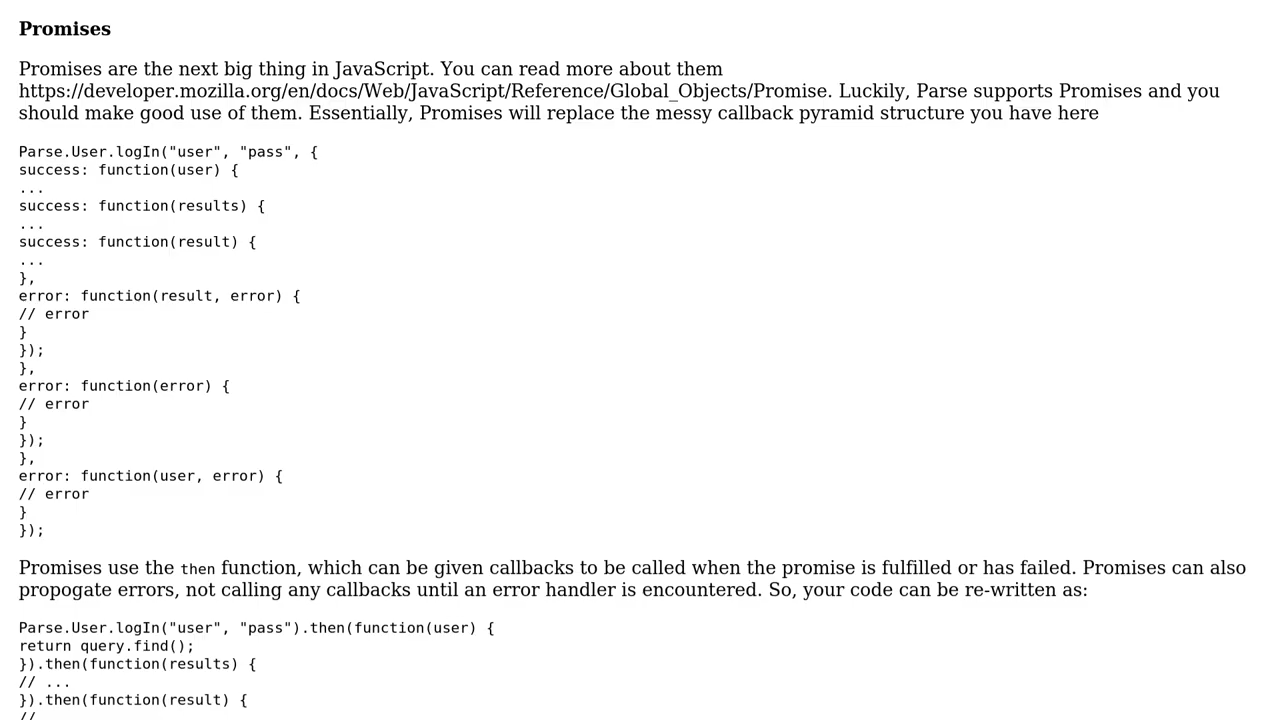 Promises
Promises are the next big thing in JavaScript. You can read more about them
https://developer.mozilla.org/en/docs/Web/JavaScript/Reference/Global_Objects/Promise. Luckily, Parse supports Promises and you
should make good use of them. Essentially, Promises will replace the messy callback pyramid structure you have here
Parse.User.logIn("user", "pass", {
success: function(user) {
...
success: function(results) {
...
success: function(result) {
...
},
error: function(result, error) {
// error
}
});
},
error: function(error) {
// error
}
});
},
error: function(user, error) {
// error
}
});
Promises use the then function, which can be given callbacks to be called when the promise is fulfilled or has failed. Promises can also
propogate errors, not calling any callbacks until an error handler is encountered. So, your code can be re-written as:
Parse.User.logIn("user", "pass").then(function(user) {
return query.find();
}).then(function(results) {
// ...
}).then(function(result) {
//